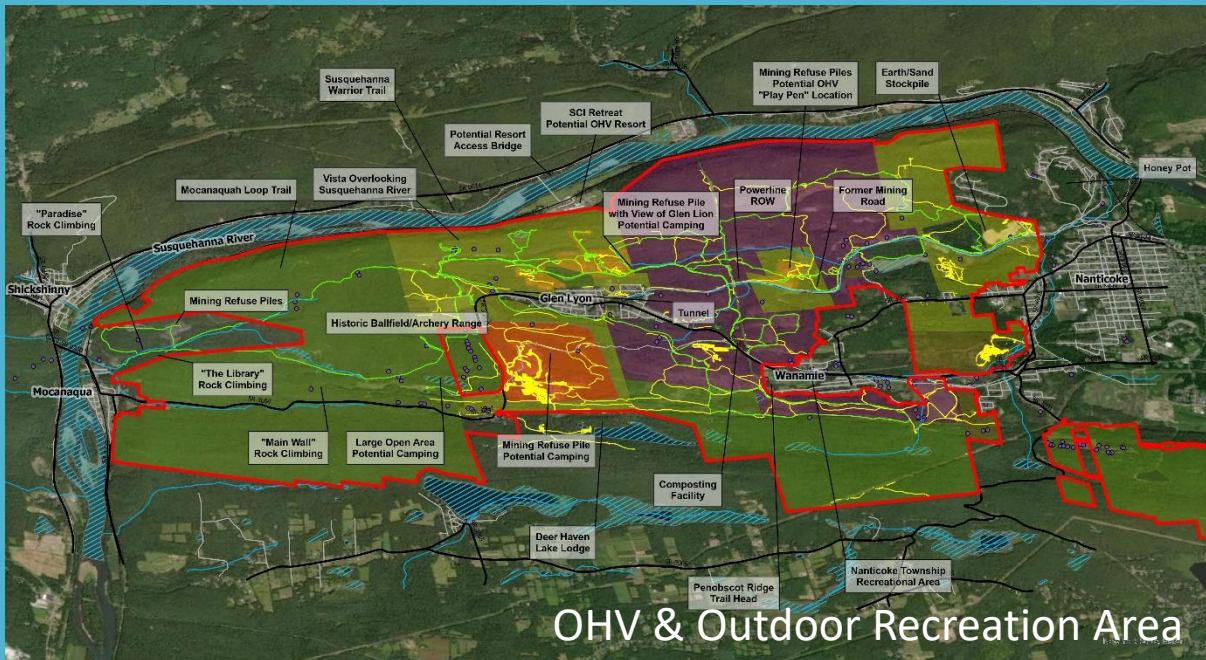 Susquehanna
Warrior Trail
Mining Refuse Piles
Potential OHV
"Play Pen" Location
Earth/Sand
Stockpile
SCI Retreat
Potential OHV Resort
Potential Resort
Access Bridge
Vista Overlooking
Susquehanna River
Mocanaquah Loop Trail
"Paradise"
Rock Climbing
Honey Pot
Mining Refuse Pile
with View of Glen Lion
Potential Camping
Powerline
ROW
Former Mining
Road
Susquehanna River
Shickshinny
Nanticoke
Mining Refuse Piles
Glen Lyon
Tunnel
Historic Ballfield/Archery Range
"The Library"
Rock Climbing
Wanamie
Mocanaqua
"Main Wall"
Rock Climbing
Large Open Area
Potential Camping
Mining Refuse Pile
Potential Camping
Composting
Facility
Deer Haven
Lake Lodge
Penobscot Ridge
Trail Head
Nanticoke Township
Recreational Area
OHV & Outdoor Recreation Area